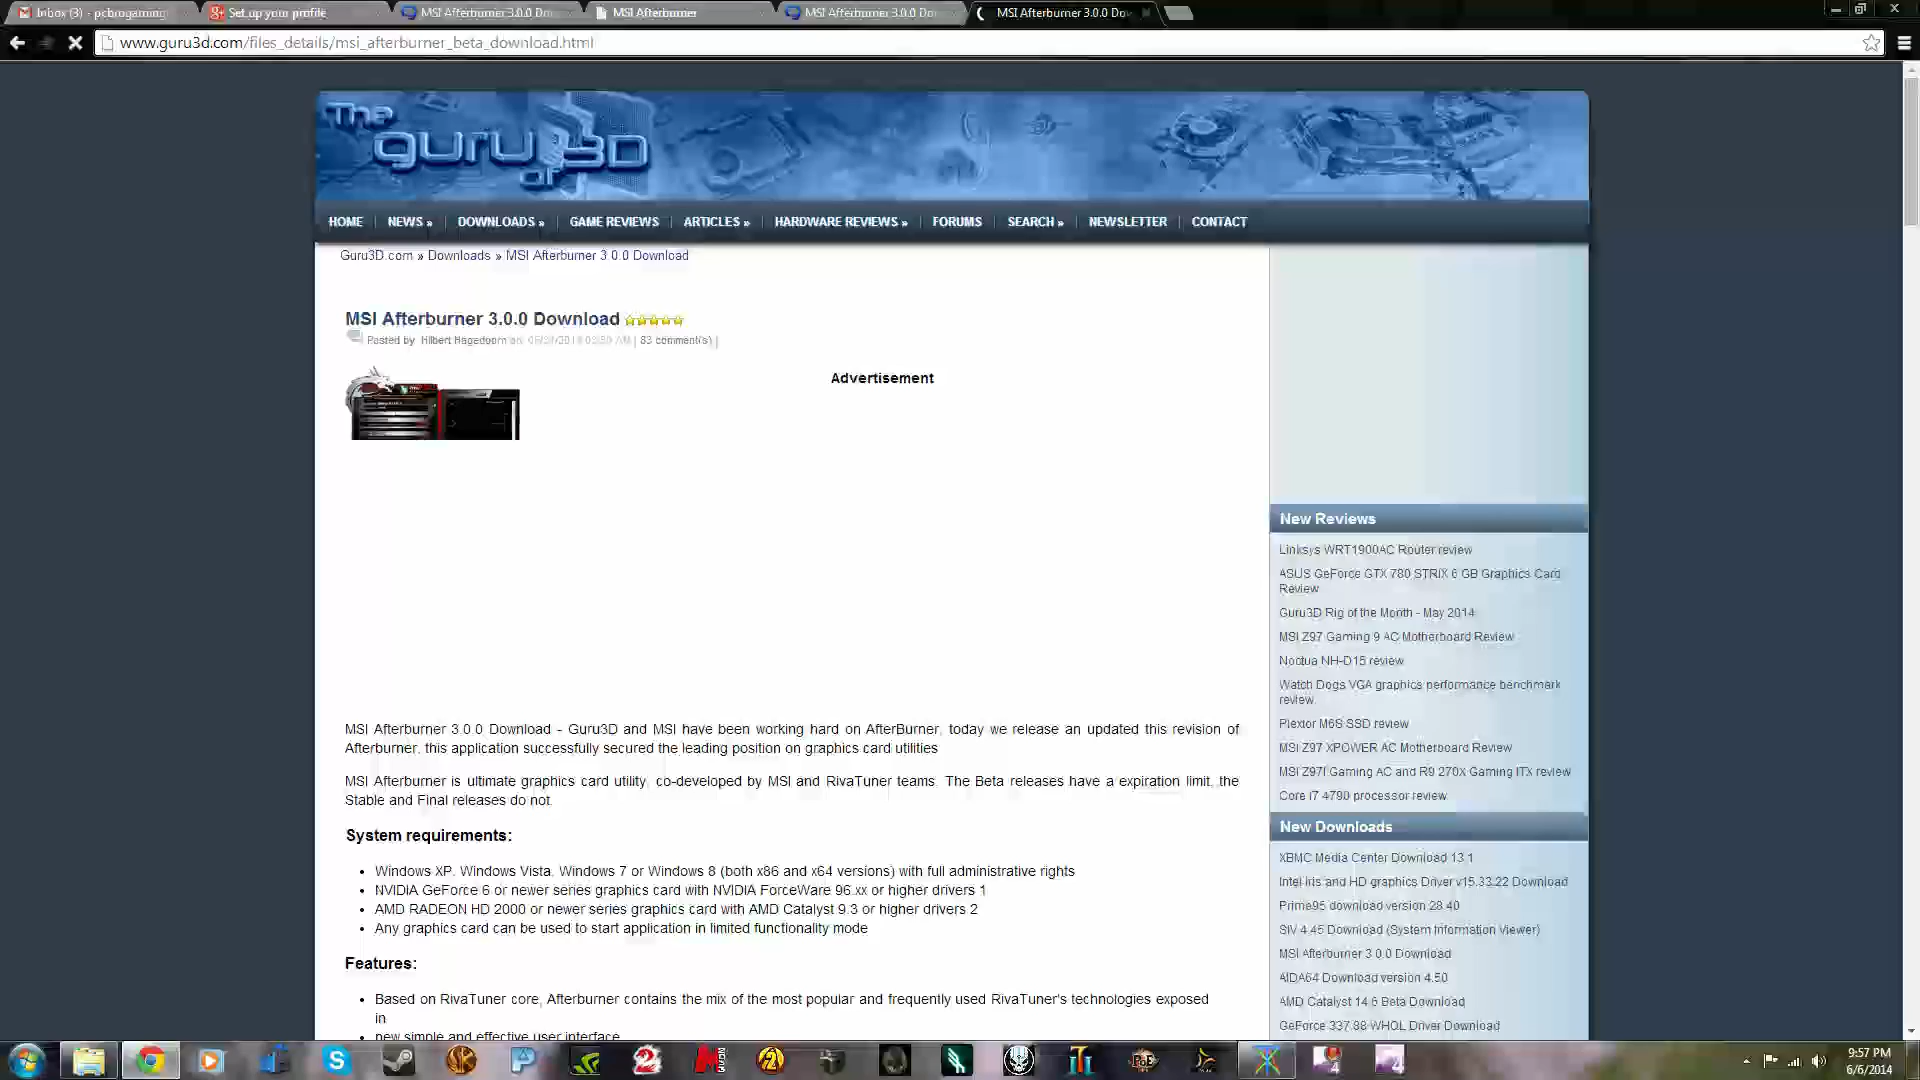 Inbox (3) - pcbrogaming
Set up your profile
MSI Afterburner 3.0.0 Do
MSI Afterburner
MSI Afterburner 3.0.0 Do
MSI Afterburner 3.0.0 Do
www.guru3d.com/files_details/msi_afterburner_beta_download.html
The
guru
of
3D
HOME
NEWS »
DOWNLOADS »
GAME REVIEWS
ARTICLES »
HARDWARE REVIEWS »
FORUMS
SEARCH »
NEWSLETTER
CONTACT
Guru3D.com » Downloads » MSI Afterburner 3.0.0 Download
MSI Afterburner 3.0.0 Download
Posted by Hilbert Hagedoorn on | 83 comment(s) |
Advertisement
MSI Afterburner 3.0.0 Download - Guru3D and MSI have been working hard on AfterBurner, today we release an updated this revision of
Afterburner, this application successfully secured the leading position on graphics card utilities
MSI Afterburner is ultimate graphics card utility, co-developed by MSI and RivaTuner teams. The Beta releases have a expiration limit, the
Stable and Final releases do not.
System requirements:
• Windows XP, Windows Vista, Windows 7 or Windows 8 (both x86 and x64 versions) with full administrative rights
• NVIDIA GeForce 6 or newer series graphics card with NVIDIA ForceWare 96.xx or higher drivers 1
• AMD RADEON HD 2000 or newer series graphics card with AMD Catalyst 9.3 or higher drivers 2
• Any graphics card can be used to start application in limited functionality mode
Features:
• Based on RivaTuner core, Afterburner contains the mix of the most popular and frequently used RivaTuner's technologies exposed
in
new simple and effective user interface
New Reviews
Linksys WRT1900AC Router review
ASUS GeForce GTX 780 STRIX 6 GB Graphics Card
Review
Guru3D Rig of the Month - May 2014
MSI Z97 Gaming 9 AC Motherboard Review
Noctua NH-D15 review
Watch Dogs VGA graphics performance benchmark
review
Plextor M6S SSD review
MSI Z97 XPOWER AC Motherboard Review
MSI Z97I Gaming AC and R9 270X Gaming ITX review
Core i7 4790 processor review
New Downloads
XBMC Media Center Download 13.1
Intel Iris and HD graphics Driver v15.33.22 Download
Prime95 download version 28.40
SIV 4.45 Download (System Information Viewer)
MSI Afterburner 3.0.0 Download
AIDA64 Download version 4.50
AMD Catalyst 14.6 Beta Download
GeForce 337.88 WHQL Driver Download
9:57 PM
6/6/2014